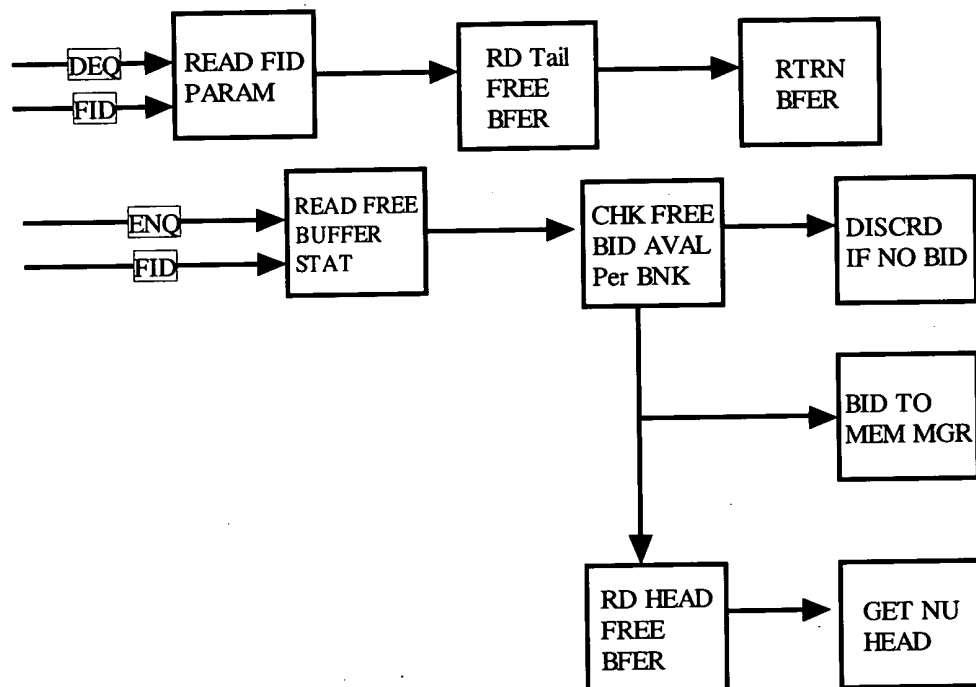 DEQ
FID
READ FID
PARAM
RD Tail
FREE
BFER
RTRN
BFER
ENQ
FID
READ FREE
BUFFER
STAT
CHK FREE
BID AVAL
Per BNK
DISCRD
IF NO BID
BID TO
MEM MGR
RD HEAD
FREE
BFER
GET NU
HEAD